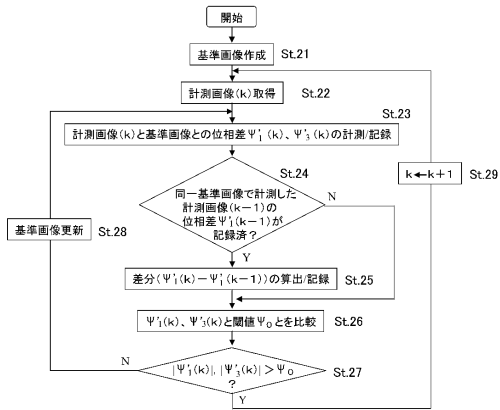 開始
基準画像作成
St.21
計測画像(k)取得
St.22
St.23
計測画像(k)と基準画像との位相差Ψ'1(k)、Ψ'3(k)の計測/記録
St.24
同一基準画像で計測した
計測画像(k-1)の
位相差Ψ'1(k-1)が
記録済?
N
Y
k←k+1
St.29
基準画像更新
St.28
差分(Ψ'1(k)-Ψ'1(k-1))の算出/記録
St.25
Ψ'1(k)、Ψ'3(k)と閾値Ψ0とを比較
St.26
N
|Ψ'1(k)|, |Ψ'3(k)|>Ψ0
?
St.27
Y